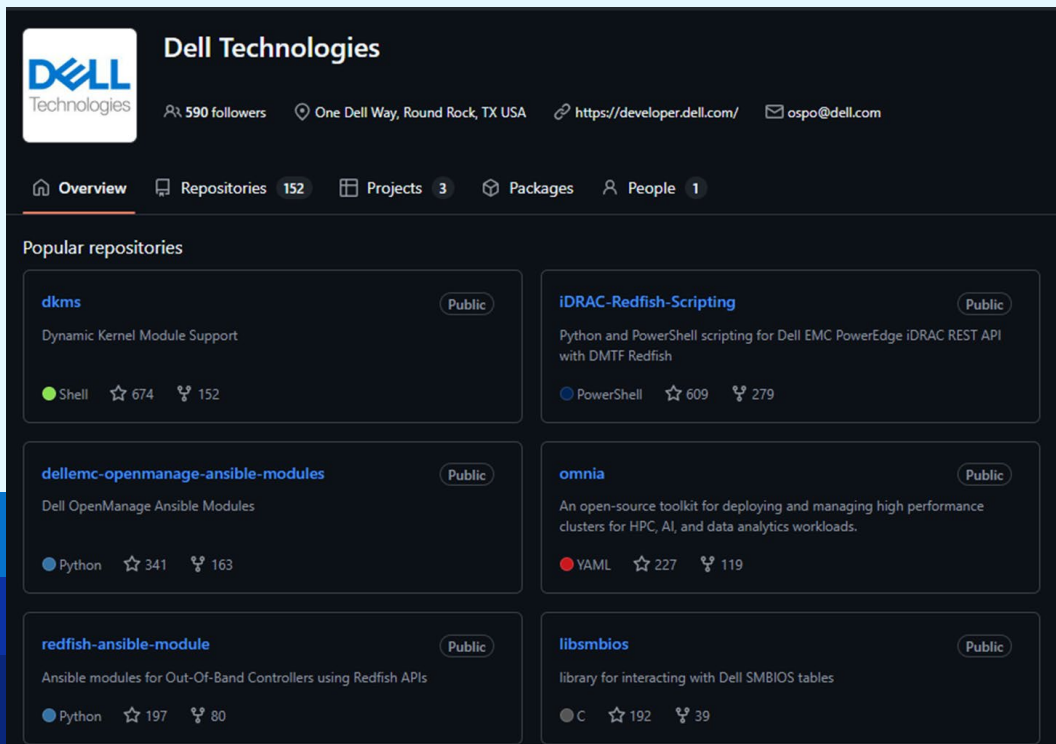 DELL
Technologies
Dell Technologies
590 followers One Dell Way, Round Rock, TX USA https://developer.dell.com/ ospo@dell.com
Overview Repositories 152 Projects 3 Packages People 1
Popular repositories
dkms Public
Dynamic Kernel Module Support
Shell 674 152
iDRAC-Redfish-Scripting Public
Python and PowerShell scripting for Dell EMC PowerEdge iDRAC REST API
with DMTF Redfish
PowerShell 609 279
dellemc-openmanage-ansible-modules Public
Dell OpenManage Ansible Modules
Python 341 163
omnia Public
An open-source toolkit for deploying and managing high performance
clusters for HPC, AI, and data analytics workloads.
YAML 227 119
redfish-ansible-module Public
Ansible modules for Out-Of-Band Controllers using Redfish APIs
Python 197 80
libsmbios Public
library for interacting with Dell SMBIOS tables
C 192 39